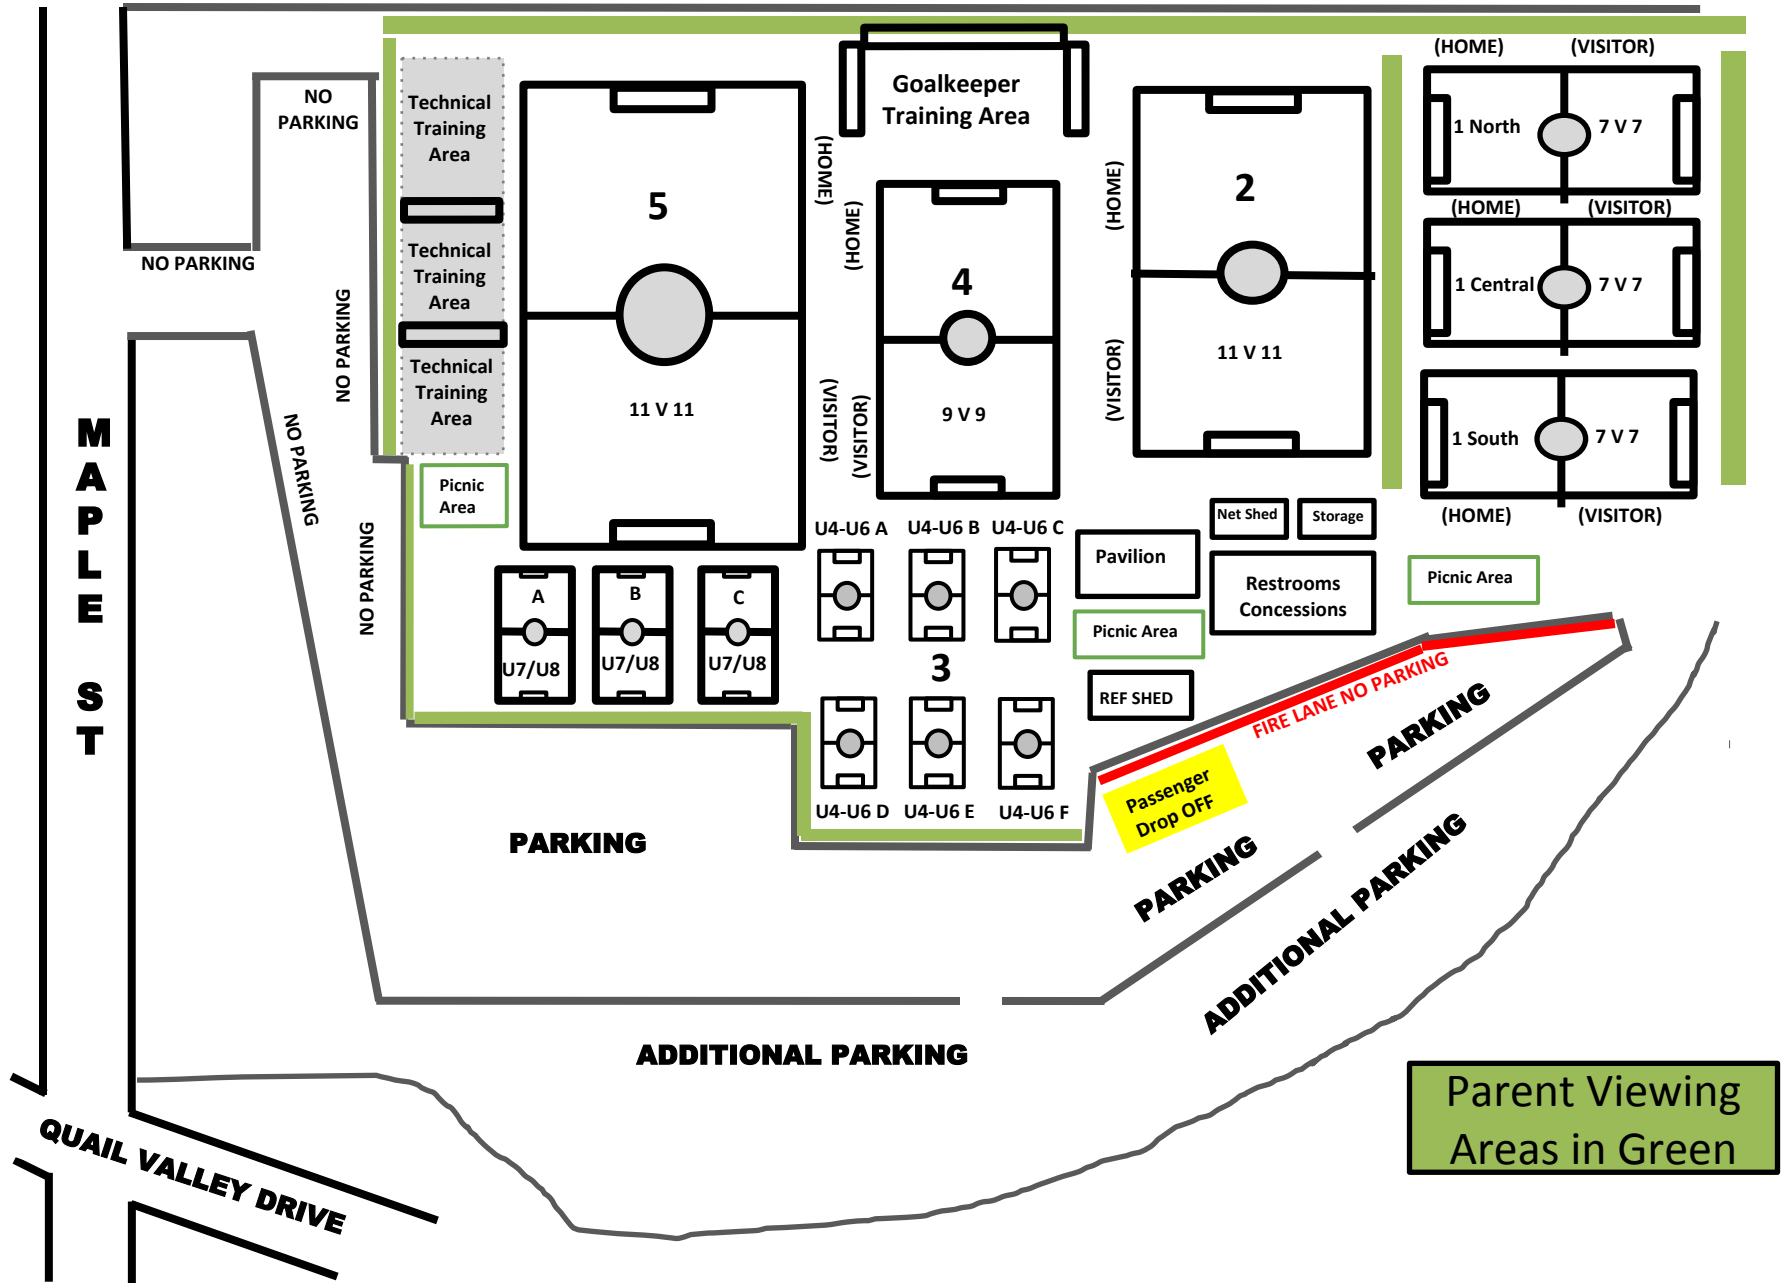 (HOME)
(VISITOR)
NO
PARKING
Technical
Training
Area
Goalkeeper
Training Area
1 North
7 V 7
(HOME)
(HOME)
(HOME)
5
2
(HOME)
(VISITOR)
NO PARKING
Technical
Training
Area
4
1 Central
7 V 7
NO PARKING
Technical
Training
Area
11 V 11
9 V 9
(VISITOR)
(VISITOR)
11 V 11
(VISITOR)
1 South
7 V 7
MAPLE ST
NO PARKING
Picnic
Area
NO PARKING
U4-U6 A
U4-U6 B
U4-U6 C
Net Shed
Storage
(HOME)
(VISITOR)
Pavilion
Restrooms
Concessions
Picnic Area
A
B
C
U7/U8
U7/U8
U7/U8
3
Picnic Area
REF SHED
FIRE LANE NO PARKING
PARKING
U4-U6 D
U4-U6 E
U4-U6 F
Passenger
Drop OFF
PARKING
PARKING
ADDITIONAL PARKING
ADDITIONAL PARKING
QUAIL VALLEY DRIVE
Parent Viewing
Areas in Green